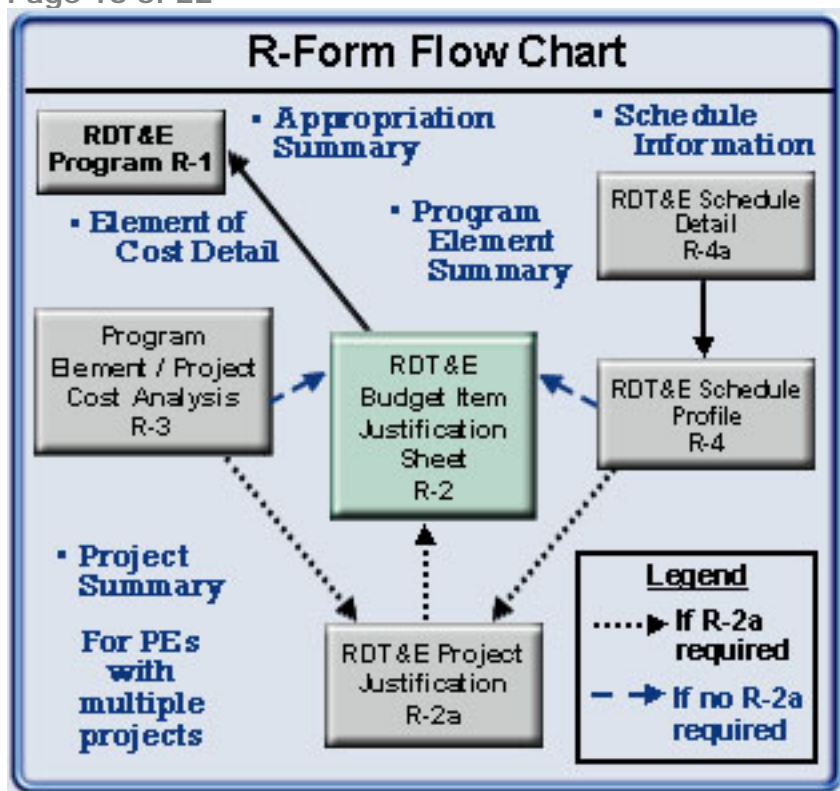 Page 18 of 22
R-Form Flow Chart
RDT&E
Program R-1
▪ Appropriation
Summary
▪ Schedule
Information
▪ Element of
Cost Detail
▪ Program
Element
Summary
RDT&E Schedule
Detail
R-4a
Program
Element / Project
Cost Analysis
R-3
RDT&E
Budget Item
Justification
Sheet
R-2
RDT&E Schedule
Profile
R-4
▪ Project
Summary
For PEs
with
multiple
projects
RDT&E Project
Justification
R-2a
Legend
If R-2a
required
If no R-2a
required